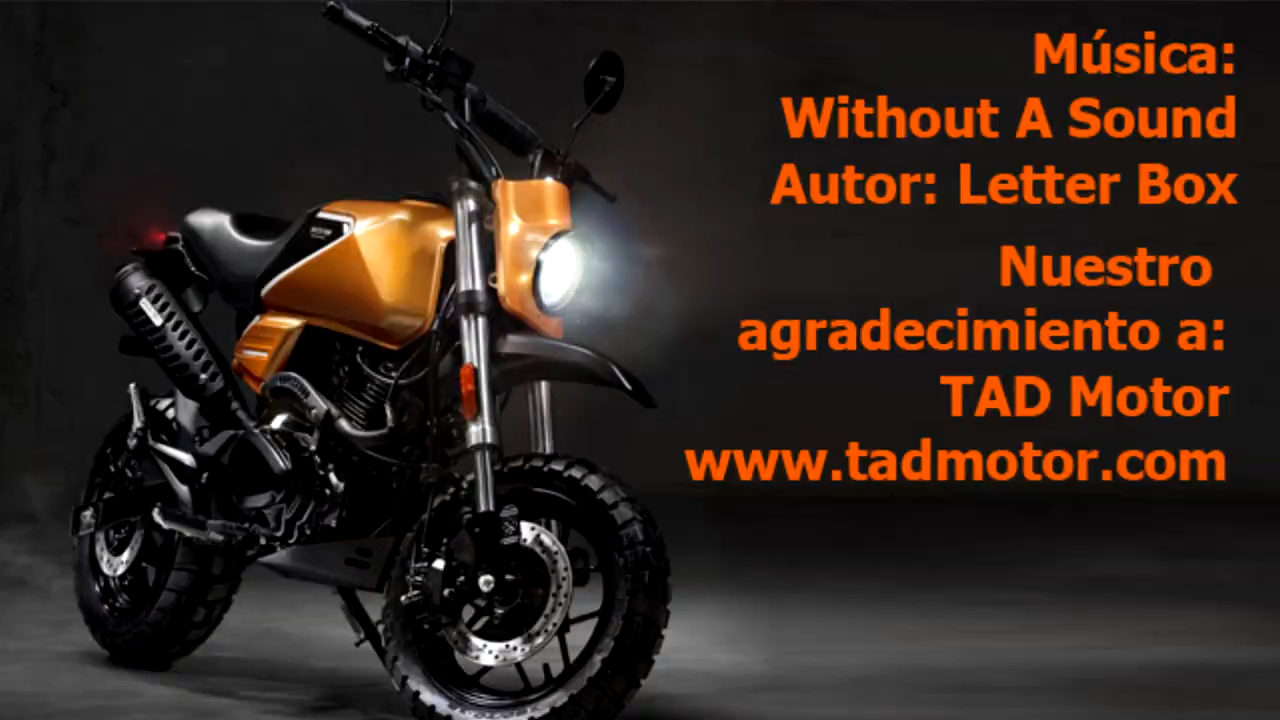 Música:
Without A Sound
Autor: Letter Box
Nuestro
agradecimiento a:
TAD Motor
www.tadmotor.com